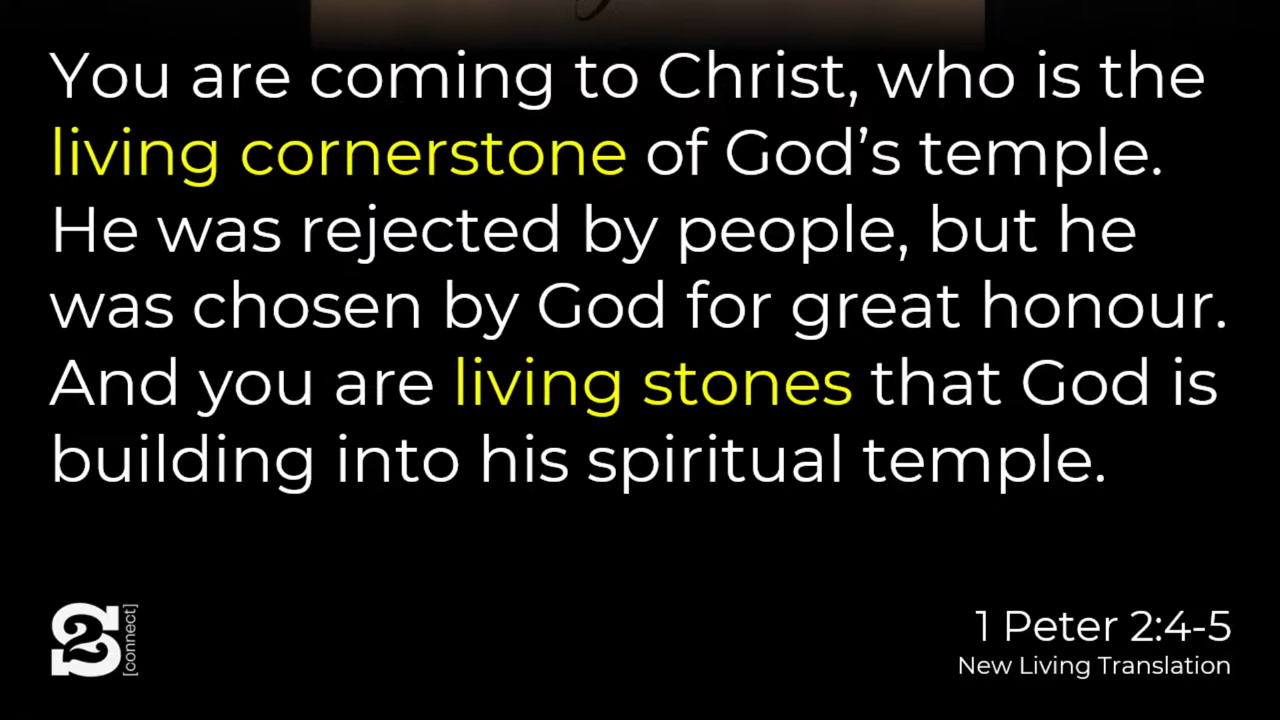 You are coming to Christ, who is the
living cornerstone of God’s temple.
He was rejected by people, but he
was chosen by God for great honour.
And you are living stones that God is
building into his spiritual temple.
S2 [connect]
1 Peter 2:4-5
New Living Translation